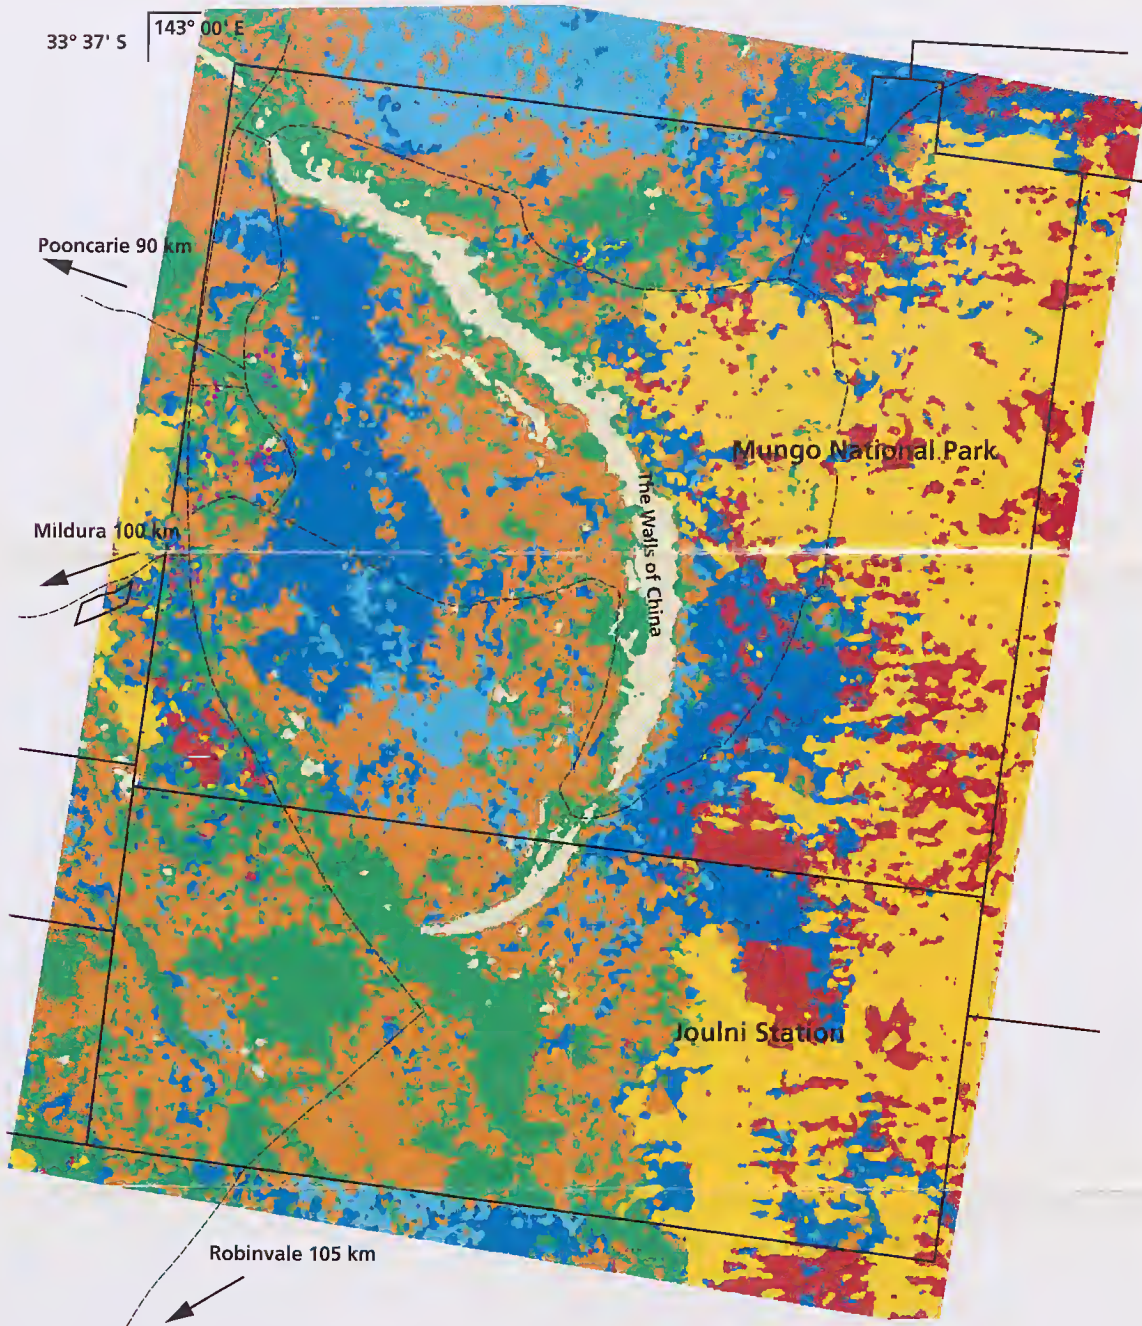 33° 37' S
143° 00' E
Pooncarie 90 km
Mungo National Park
The Walls of China
Mildura 100 km
Joulni Station
Robinvale 105 km